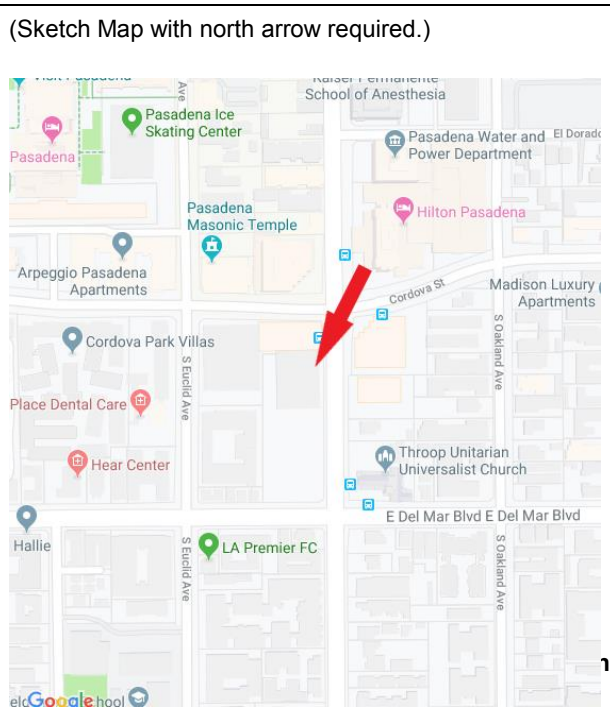 (Sketch Map with north arrow required.)
School of Anesthesia
Ave
Pasadena Ice
Skating Center
Pasadena
Pasadena Water and
Power Department
El Dorado
Pasadena
Masonic Temple
Hilton Pasadena
Arpeggio Pasadena
Apartments
Cordova St
Madison Luxury
Apartments
Cordova Park Villas
S Euclid Ave
S Oakland Ave
Place Dental Care
Hear Center
Throop Unitarian
Universalist Church
E Del Mar Blvd E Del Mar Blvd
Hallie
S Euclid Ave
LA Premier FC
S Oakland Ave
Google